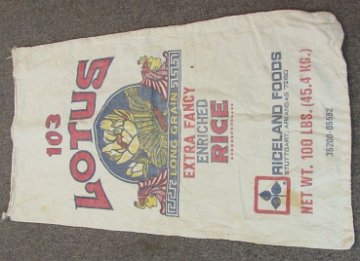 103
LOTUS
LONG GRAIN
EXTRA FANCY
ENRICHED
RICE
RICELAND FOODS
STUTTGART, ARKANSAS 72160
NET WT. 100 LBS. (45.4 KG.)
35200-05582